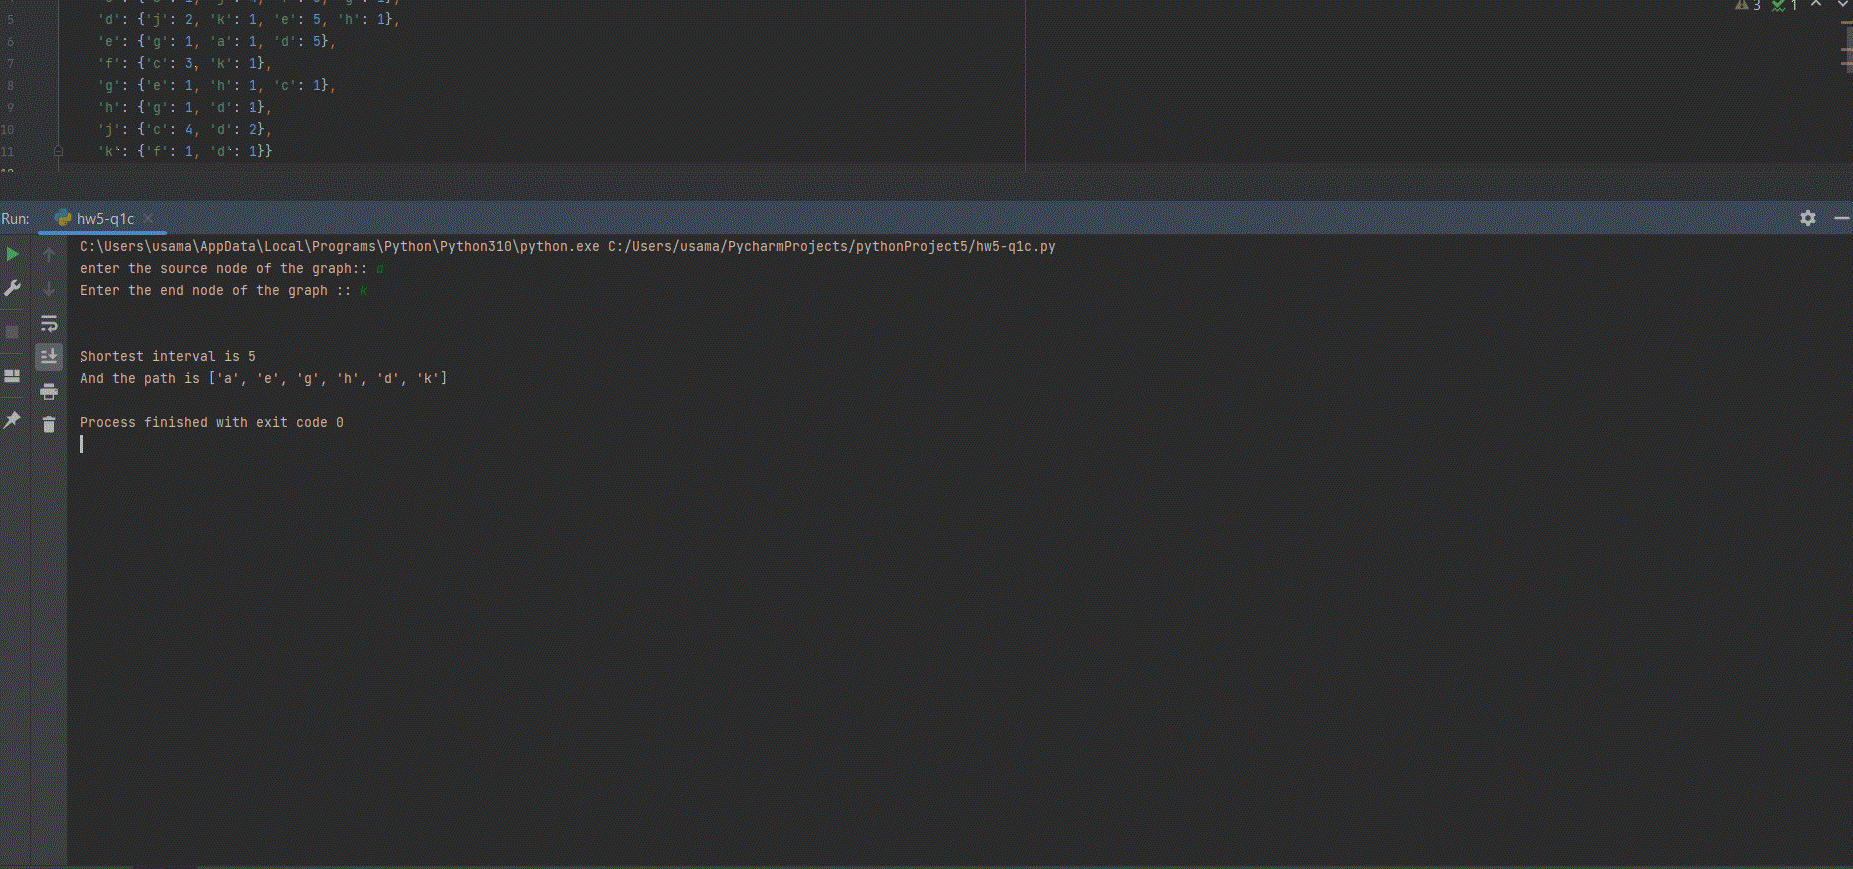 5 'd': {'j': 2, 'k': 1, 'e': 5, 'h': 1},
3 1
6 'e': {'g': 1, 'a': 1, 'd': 5},
7 'f': {'c': 3, 'k': 1},
8 'g': {'e': 1, 'h': 1, 'c': 1},
9 'h': {'g': 1, 'd': 1},
10 'j': {'c': 4, 'd': 2},
11 'k': {'f': 1, 'd': 1}}
Run: hw5-q1c
C:\Users\usama\AppData\Local\Programs\Python\Python310\python.exe C:/Users/usama/PycharmProjects/pythonProject5/hw5-q1c.py
enter the source node of the graph:: a
Enter the end node of the graph :: k
Shortest interval is 5
And the path is ['a', 'e', 'g', 'h', 'd', 'k']
Process finished with exit code 0